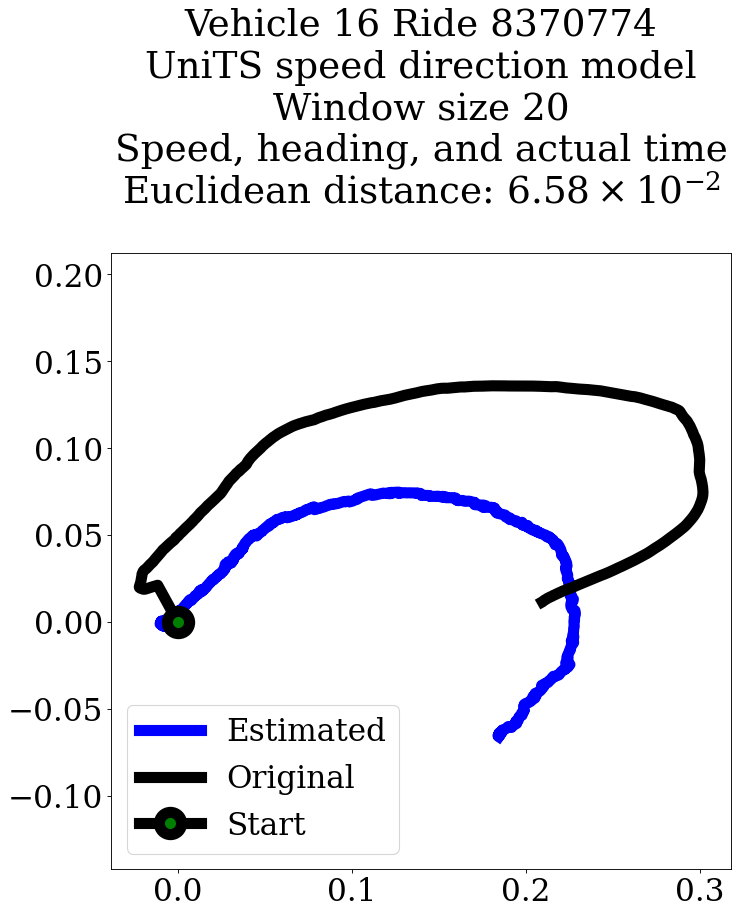 Vehicle 16 Ride 8370774
UniTS speed direction model
Window size 20
Speed, heading, and actual time
Euclidean distance: 6.58 × 10⁻²
0.20
0.15
0.10
0.05
0.00
−0.05
−0.10
Estimated
Original
Start
0.0 0.1 0.2 0.3